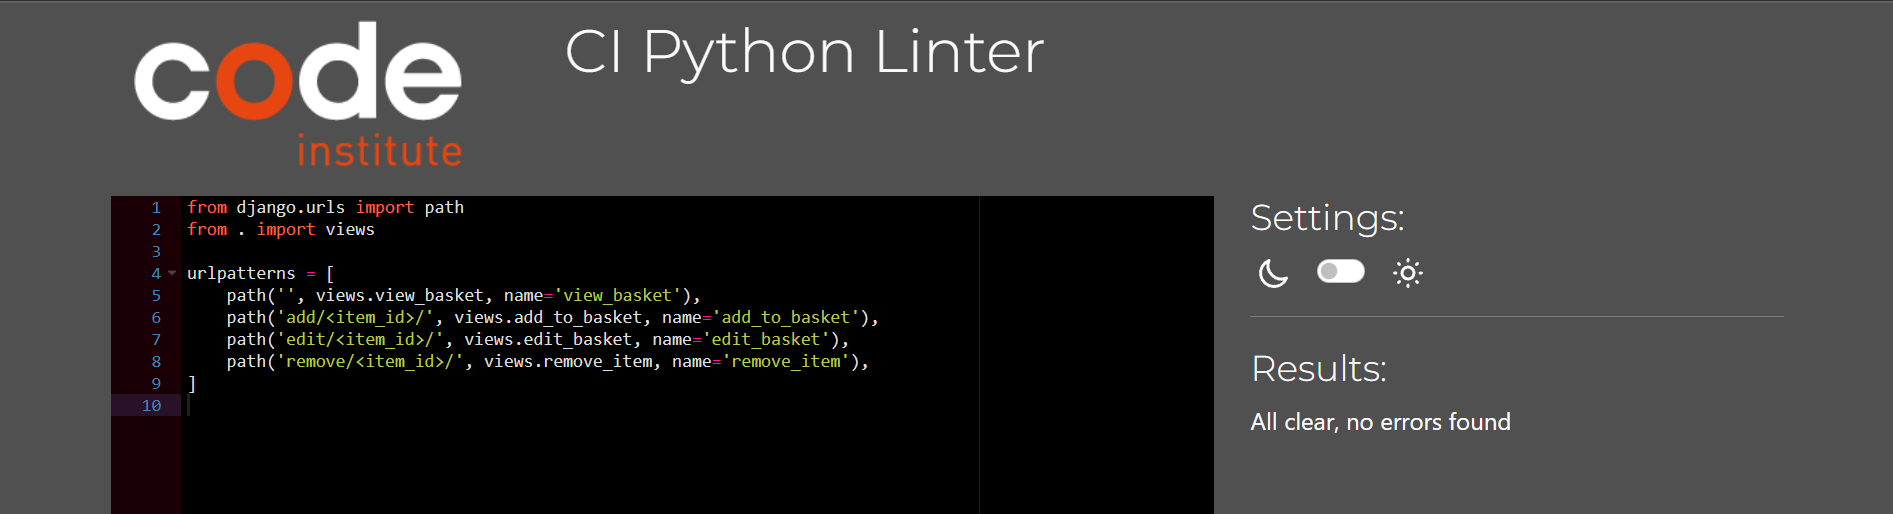 code
institute
CI Python Linter
1 from django.urls import path
2 from . import views
3
4 urlpatterns = [
5     path('', views.view_basket, name='view_basket'),
6     path('add/<item_id>/', views.add_to_basket, name='add_to_basket'),
7     path('edit/<item_id>/', views.edit_basket, name='edit_basket'),
8     path('remove/<item_id>/', views.remove_item, name='remove_item'),
9 ]
10
Settings:
Results:
All clear, no errors found